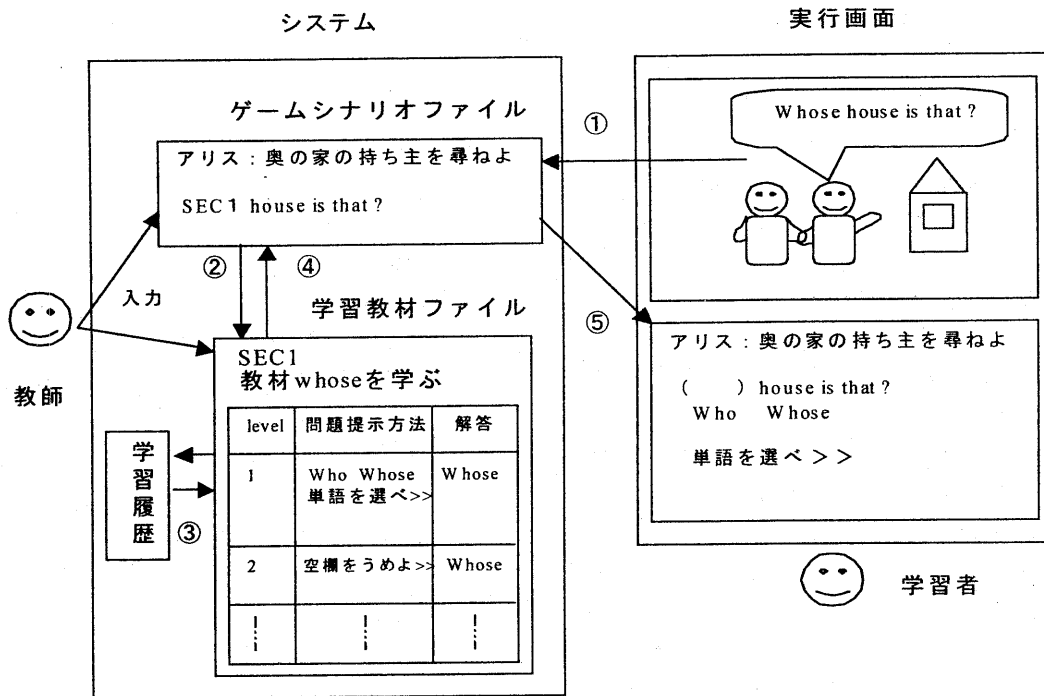 システム
実行画面
ゲームシナリオファイル
アリス：奥の家の持ち主を尋ねよ
SEC1 house is that ?
①
Whose house is that ?
②
④
入力
学習教材ファイル
⑤
教師
SEC1
教材whoseを学ぶ
level 問題提示方法 解答
1 Who Whose Whose
単語を選べ>>
2 空欄をうめよ>> Whose
学習履歴
③
アリス：奥の家の持ち主を尋ねよ
(　　) house is that ?
Who Whose
単語を選べ＞＞
学習者